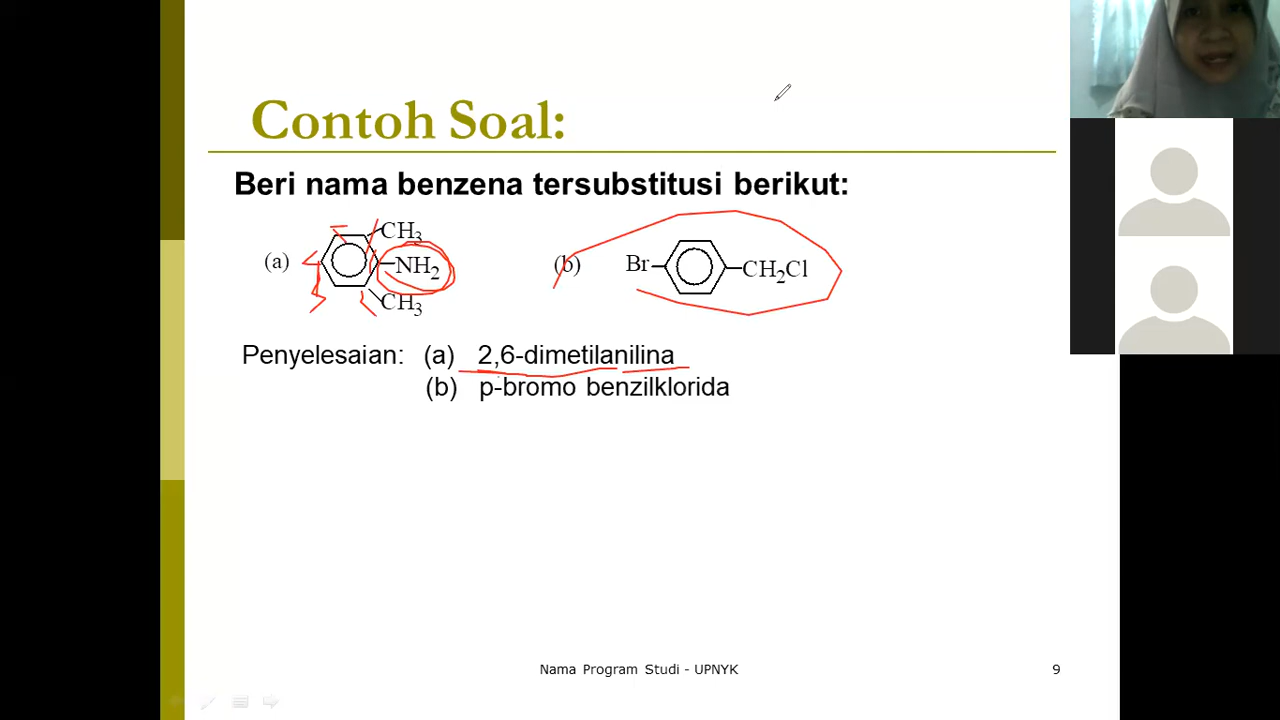 Contoh Soal:
Beri nama benzena tersubstitusi berikut:
CH3
(a) NH2
CH3
(b) Br CH2Cl
Penyelesaian: (a) 2,6-dimetilanilina
(b) p-bromo benzilklorida
Nama Program Studi - UPNYK 9